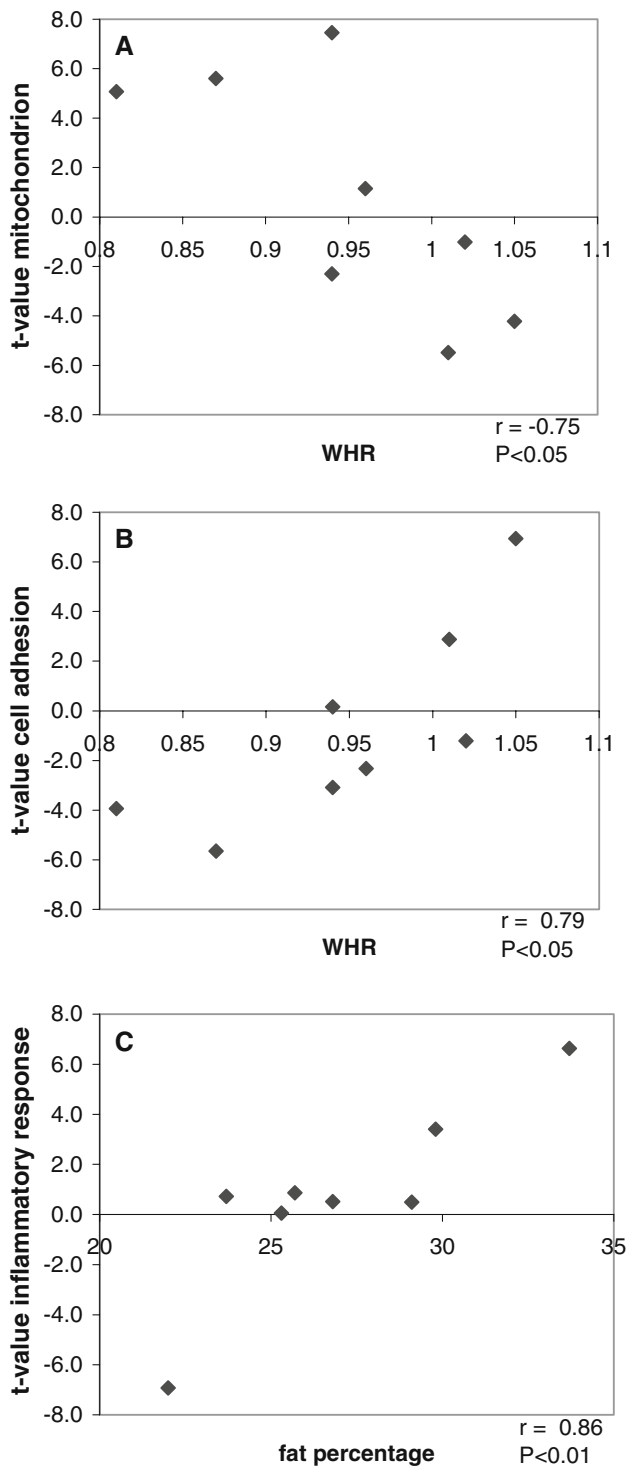 A
t-value mitochondrion
8.0
6.0
4.0
2.0
0.0
-2.0
-4.0
-6.0
-8.0
0.8 0.85 0.9 0.95 1 1.05 1.1
WHR
r = -0.75
P<0.05
B
t-value cell adhesion
8.0
6.0
4.0
2.0
0.0
-2.0
-4.0
-6.0
-8.0
0.8 0.85 0.9 0.95 1 1.05 1.1
WHR
r = 0.79
P<0.05
C
t-value inflammatory response
8.0
6.0
4.0
2.0
0.0
-2.0
-4.0
-6.0
-8.0
20 25 30 35
fat percentage
r = 0.86
P<0.01